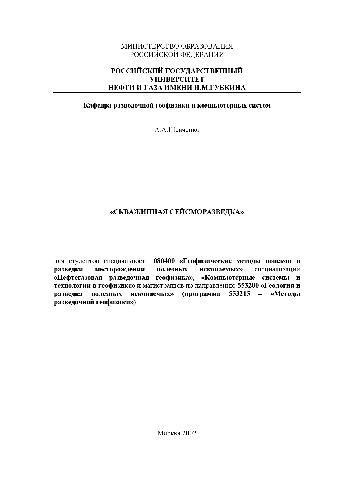 МИНИСТЕРСТВО ОБРАЗОВАНИЯ
РОССИЙСКОЙ ФЕДЕРАЦИИ
РОССИЙСКИЙ ГОСУДАРСТВЕННЫЙ
УНИВЕРСИТЕТ
НЕФТИ И ГАЗА ИМЕНИ И.М.ГУБКИНА
Кафедра разведочной геофизики и компьютерных систем
«СКВАЖИННАЯ СЕЙСМОРАЗВЕДКА»
для студентов специальности 080400 «Геофизические методы поисков и
разведки месторождений полезных ископаемых» специализации
«Нефтегазовая разведочная геофизика», «Компьютерные системы и
технологии в геофизике» и магистрантов по направлению 553200 «Геология и
разведка полезных ископаемых» (программа 553215 – «Методы
разведочной геофизики»)
Москва